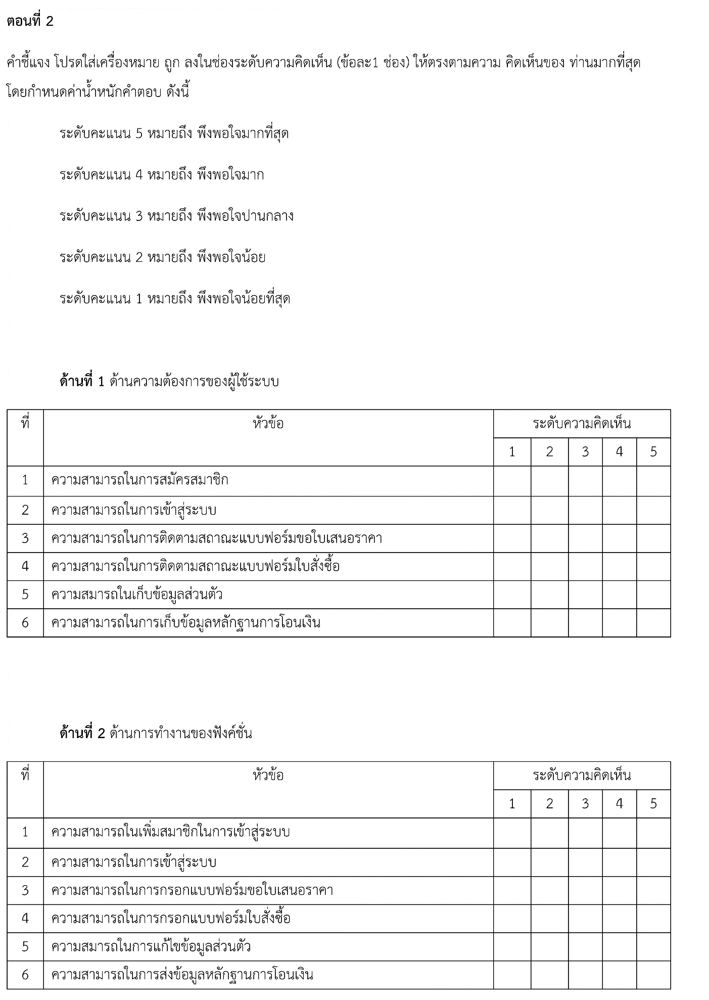 ตอนที่ 2
คำชี้แจง โปรดใส่เครื่องหมาย ถูก ลงในช่องระดับความคิดเห็น (ข้อละ1 ช่อง) ให้ตรงตามความ คิดเห็นของ ท่านมากที่สุด
โดยกำหนดค่าน้ำหนักคำตอบ ดังนี้
ระดับคะแนน 5 หมายถึง พึงพอใจมากที่สุด
ระดับคะแนน 4 หมายถึง พึงพอใจมาก
ระดับคะแนน 3 หมายถึง พึงพอใจปานกลาง
ระดับคะแนน 2 หมายถึง พึงพอใจน้อย
ระดับคะแนน 1 หมายถึง พึงพอใจน้อยที่สุด
ด้านที่ 1 ด้านความต้องการของผู้ใช้ระบบ
ที่ หัวข้อ ระดับความคิดเห็น
1 2 3 4 5
1 ความสามารถในการสมัครสมาชิก
2 ความสามารถในการเข้าสู่ระบบ
3 ความสามารถในการติดตามสถาณะแบบฟอร์มขอใบเสนอราคา
4 ความสามารถในการติดตามสถาณะแบบฟอร์มใบสั่งซื้อ
5 ความสมารถในเก็บข้อมูลส่วนตัว
6 ความสามารถในการเก็บข้อมูลหลักฐานการโอนเงิน
ด้านที่ 2 ด้านการทำงานของฟังค์ชั่น
ที่ หัวข้อ ระดับความคิดเห็น
1 2 3 4 5
1 ความสามารถในเพิ่มสมาชิกในการเข้าสู่ระบบ
2 ความสามารถในการเข้าสู่ระบบ
3 ความสามารถในการกรอกแบบฟอร์มขอใบเสนอราคา
4 ความสามารถในการกรอกแบบฟอร์มใบสั่งซื้อ
5 ความสมารถในการแก้ไขข้อมูลส่วนตัว
6 ความสามารถในการส่งข้อมูลหลักฐานการโอนเงิน